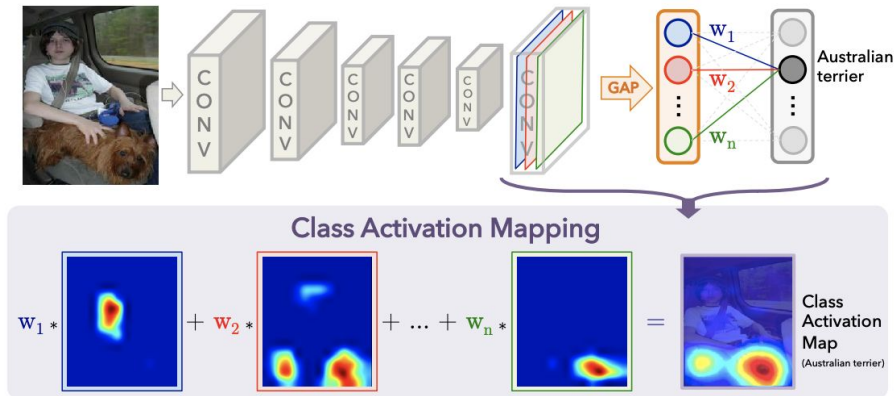 CONV
CONV
CONV
CONV
CONV
CONV
GAP
w1
w2
wn
Australian
terrier
Class Activation Mapping
w1 * + w2 * + ... + wn * =
Class
Activation
Map
(Australian terrier)